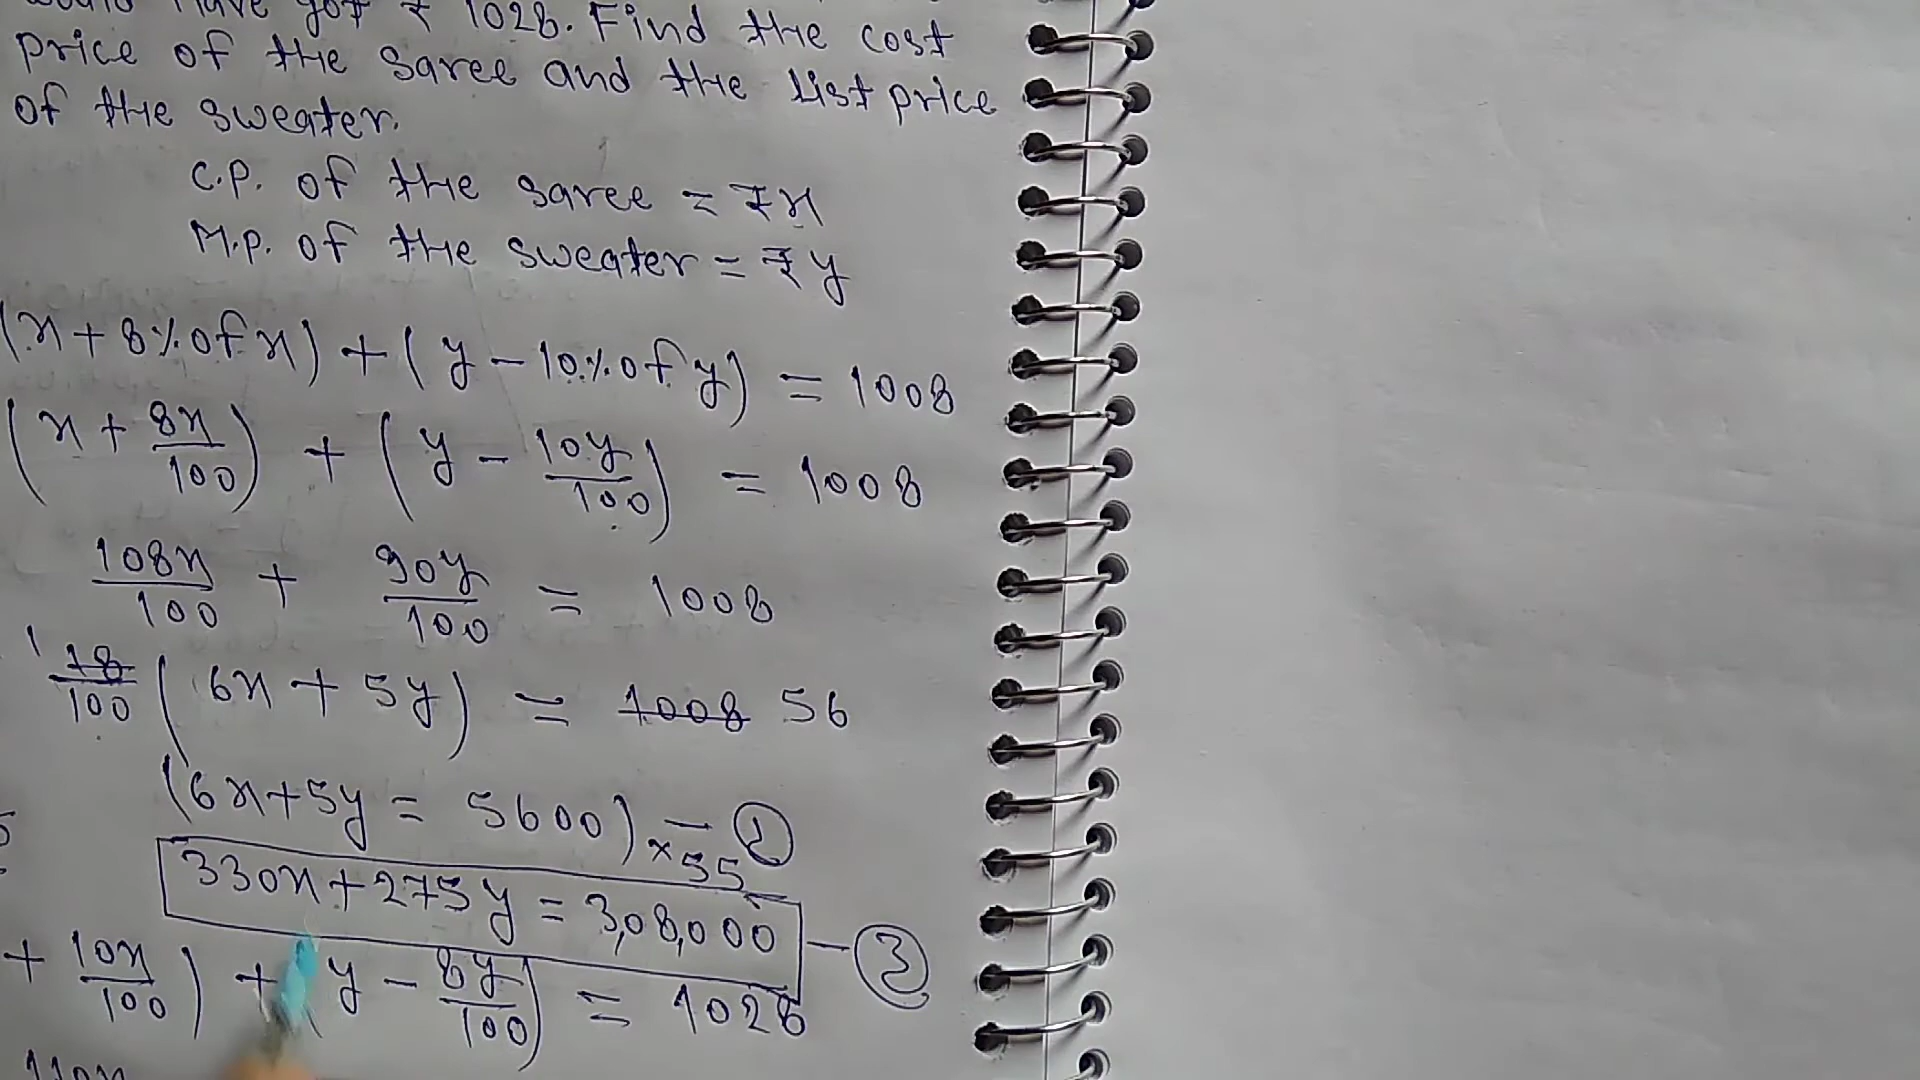 would have got ₹ 1028. Find the cost
price of the saree and the list price
of the sweater.
C.P. of the saree = ₹x
M.P. of the sweater = ₹y
(x + 8% of x) + (y - 10% of y) = 1008
(x + 8x/100) + (y - 10y/100) = 1008
108x/100 + 90y/100 = 1008
18/100 (6x + 5y) = 1008 56
(6x + 5y = 5600) × 55 - ①
330x + 275y = 3,08,000 - ③
+ 10x/100) + (y - 8y/100) = 1028
110x